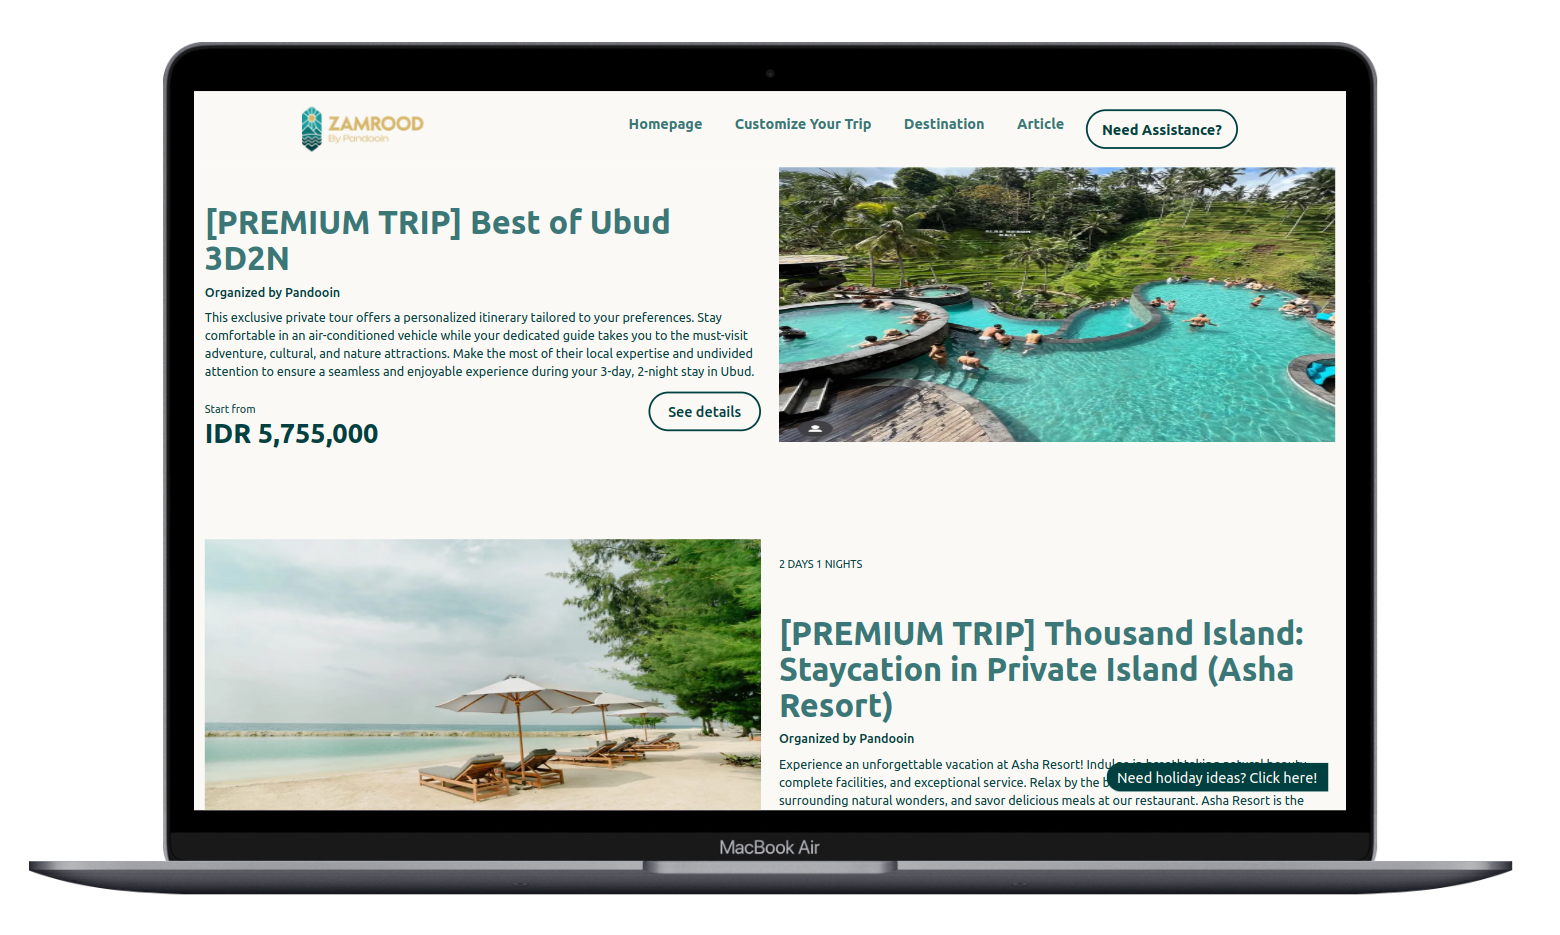 ZAMROOD
By Pandooin
Homepage
Customize Your Trip
Destination
Article
Need Assistance?
[PREMIUM TRIP] Best of Ubud
3D2N
Organized by Pandooin
This exclusive private tour offers a personalized itinerary tailored to your preferences. Stay
comfortable in an air-conditioned vehicle while your dedicated guide takes you to the must-visit
adventure, cultural, and nature attractions. Make the most of their local expertise and undivided
attention to ensure a seamless and enjoyable experience during your 3-day, 2-night stay in Ubud.
Start from
IDR 5,755,000
See details
2 DAYS 1 NIGHTS
[PREMIUM TRIP] Thousand Island:
Staycation in Private Island (Asha
Resort)
Organized by Pandooin
Experience an unforgettable vacation at Asha Resort! Indulge in breathtaking natural beauty,
complete facilities, and exceptional service. Relax by the
surrounding natural wonders, and savor delicious meals at our restaurant. Asha Resort is the
Need holiday ideas? Click here!
MacBook Air